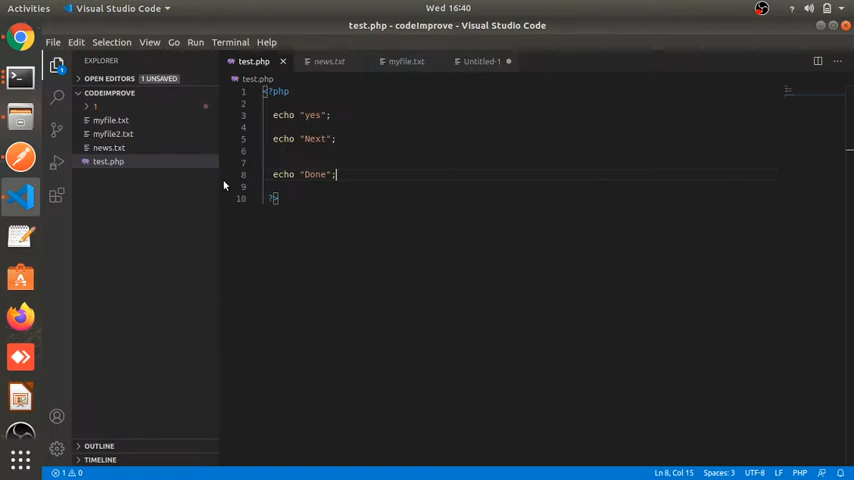 Activities Visual Studio Code Wed 16:40
test.php - codeImprove - Visual Studio Code
File Edit Selection View Go Run Terminal Help
EXPLORER
test.php news.txt myfile.txt Untitled-1
OPEN EDITORS 1 UNSAVED
test.php
CODEIMPROVE
1
myfile.txt
myfile2.txt
news.txt
test.php
1 <?php
2
3 echo "yes";
4
5 echo "Next";
6
7
8 echo "Done";
9
10 ?>
OUTLINE
TIMELINE
1 0 Ln 8, Col 15 Spaces: 3 UTF-8 LF PHP
1